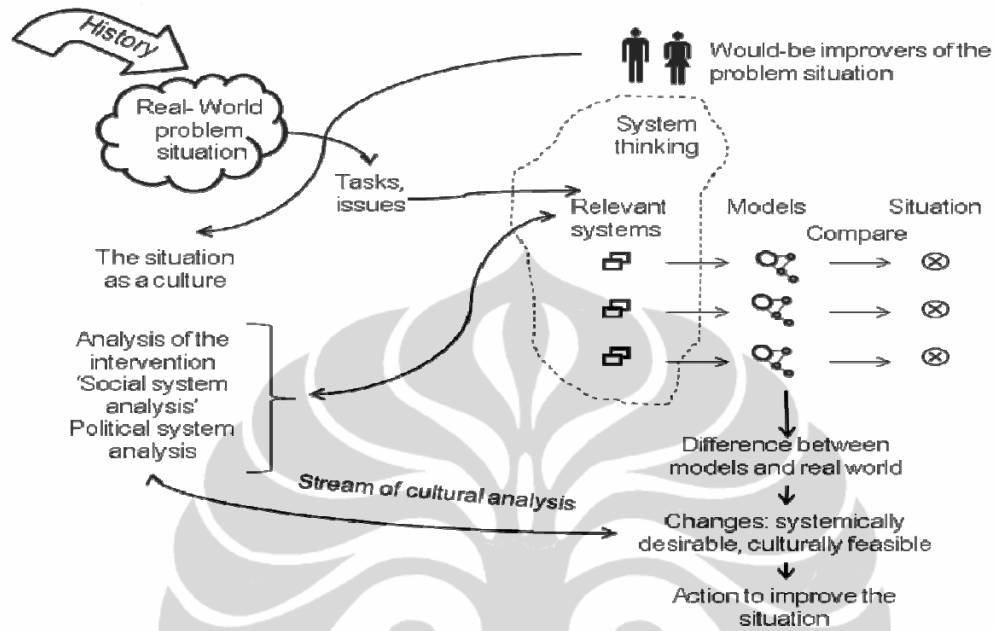 History
Would-be improvers of the
problem situation
Real- World
problem
situation
System
thinking
Tasks,
issues
Relevant
systems
Models
Situation
Compare
The situation
as a culture
Analysis of the
intervention
'Social system
analysis'
Political system
analysis
Difference between
models and real world
Stream of cultural analysis
Changes: systemically
desirable, culturally feasible
Action to improve the
situation